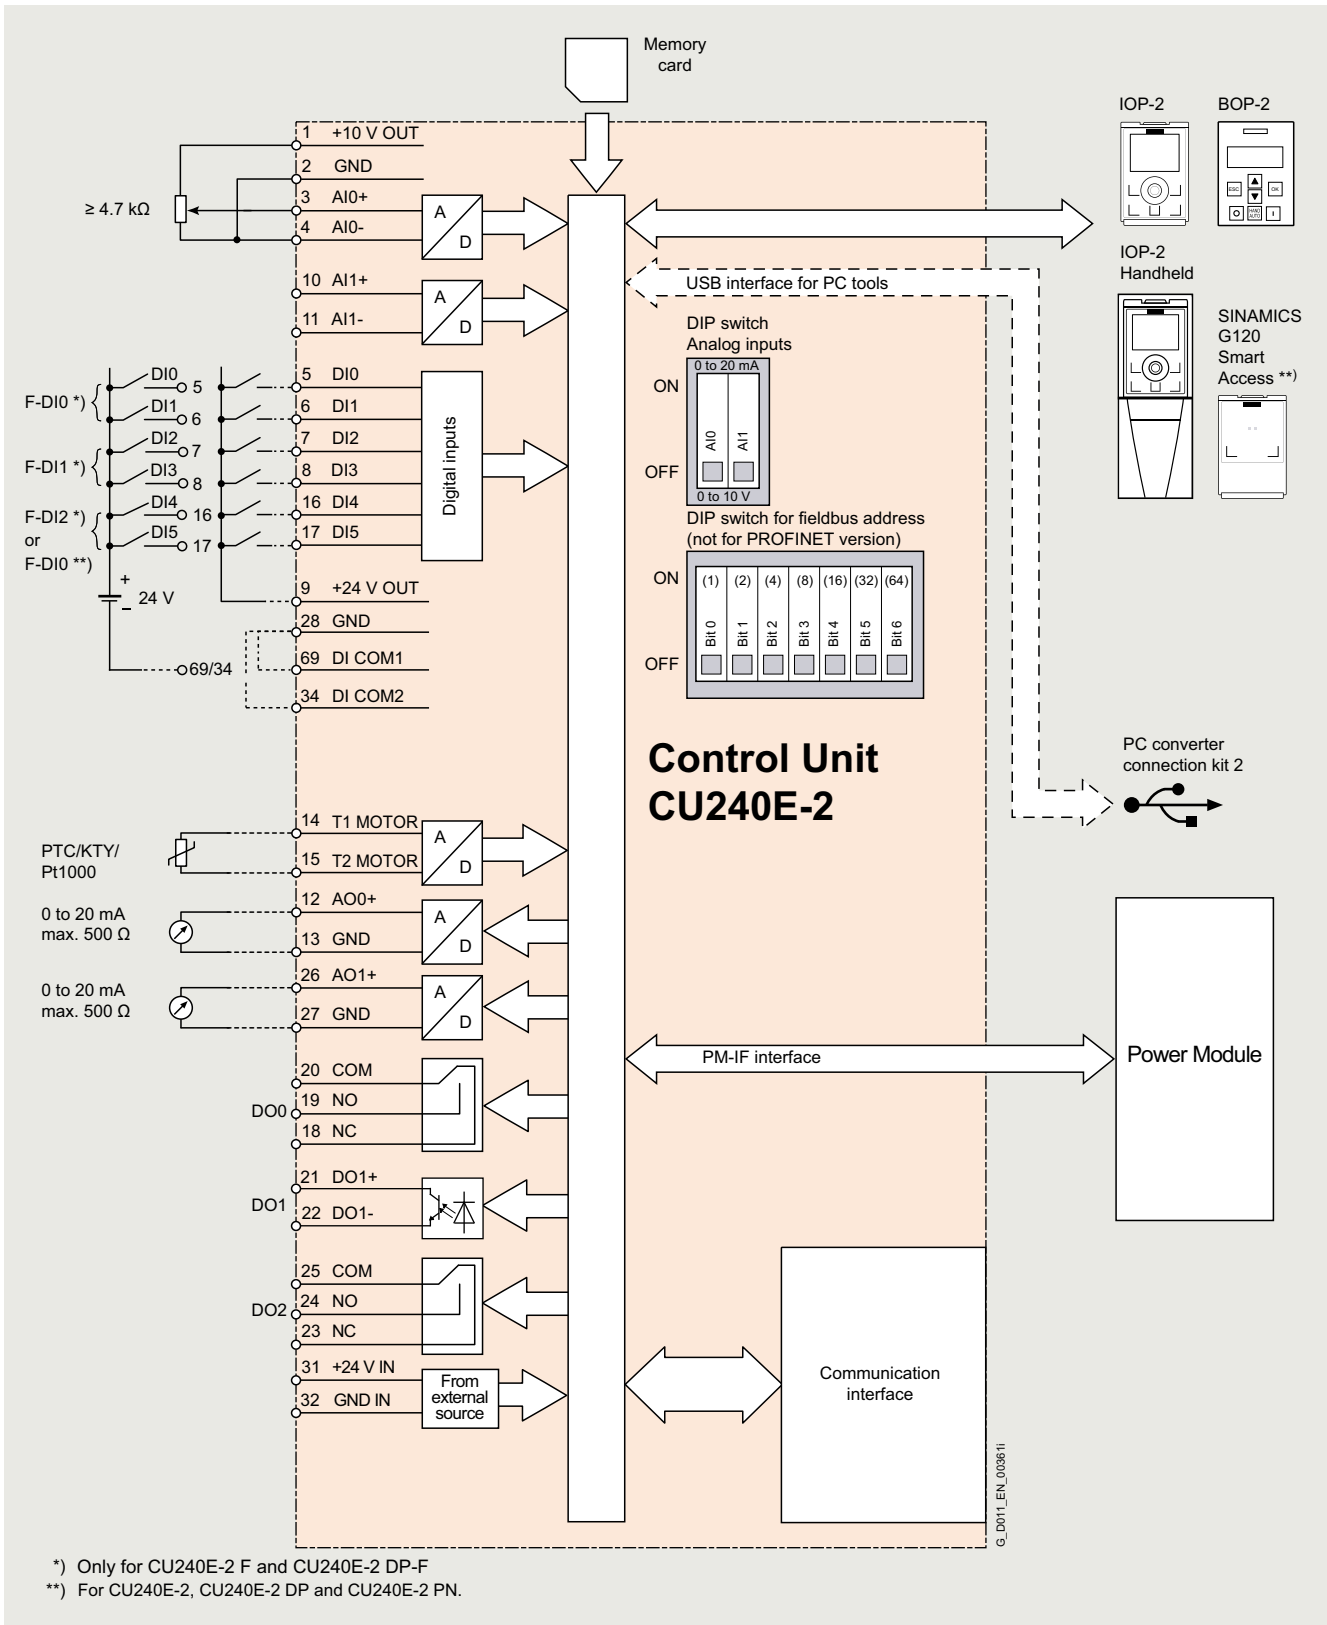 Memory
card
IOP-2
BOP-2
ESC
OK
HAND
AUTO
I
1 +10 V OUT
2 GND
3 AI0+
4 AI0-
≥ 4.7 kΩ
A
D
10 AI1+
11 AI1-
A
D
USB interface for PC tools
IOP-2
Handheld
SINAMICS
G120
Smart
Access **)
DIP switch
Analog inputs
0 to 20 mA
ON
AI0
AI1
OFF
0 to 10 V
DI0
5
DI1
6
DI2
7
DI3
8
DI4
16
DI5
17
F-DI0 *)
F-DI1 *)
F-DI2 *)
or
F-DI0 **)
5 DI0
6 DI1
7 DI2
8 DI3
16 DI4
17 DI5
Digital inputs
+
–
24 V
69/34
9 +24 V OUT
28 GND
69 DI COM1
34 DI COM2
DIP switch for fieldbus address
(not for PROFINET version)
ON
(1) (2) (4) (8) (16) (32) (64)
Bit 0 Bit 1 Bit 2 Bit 3 Bit 4 Bit 5 Bit 6
OFF
Control Unit
CU240E-2
PC converter
connection kit 2
PTC/KTY/
Pt1000
14 T1 MOTOR
15 T2 MOTOR
A
D
0 to 20 mA
max. 500 Ω
12 AO0+
13 GND
A
D
0 to 20 mA
max. 500 Ω
26 AO1+
27 GND
A
D
PM-IF interface
Power Module
DO0
20 COM
19 NO
18 NC
DO1
21 DO1+
22 DO1-
DO2
25 COM
24 NO
23 NC
31 +24 V IN
32 GND IN
From
external
source
Communication
interface
G_D011_EN_00361i
*) Only for CU240E-2 F and CU240E-2 DP-F
**) For CU240E-2, CU240E-2 DP and CU240E-2 PN.